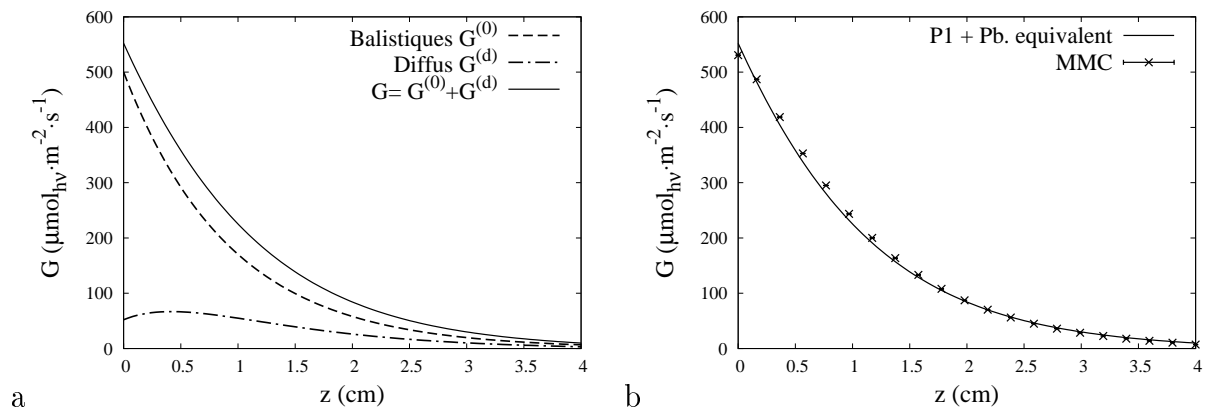 600
500
400
300
200
100
0
G (μmol_hν·m⁻²·s⁻¹)
Balistiques G⁽⁰⁾
Diffus G⁽ᵈ⁾
G= G⁽⁰⁾+G⁽ᵈ⁾
0 0.5 1 1.5 2 2.5 3 3.5 4
z (cm)
a
600
500
400
300
200
100
0
G (μmol_hν·m⁻²·s⁻¹)
P1 + Pb. equivalent
MMC
0 0.5 1 1.5 2 2.5 3 3.5 4
z (cm)
b